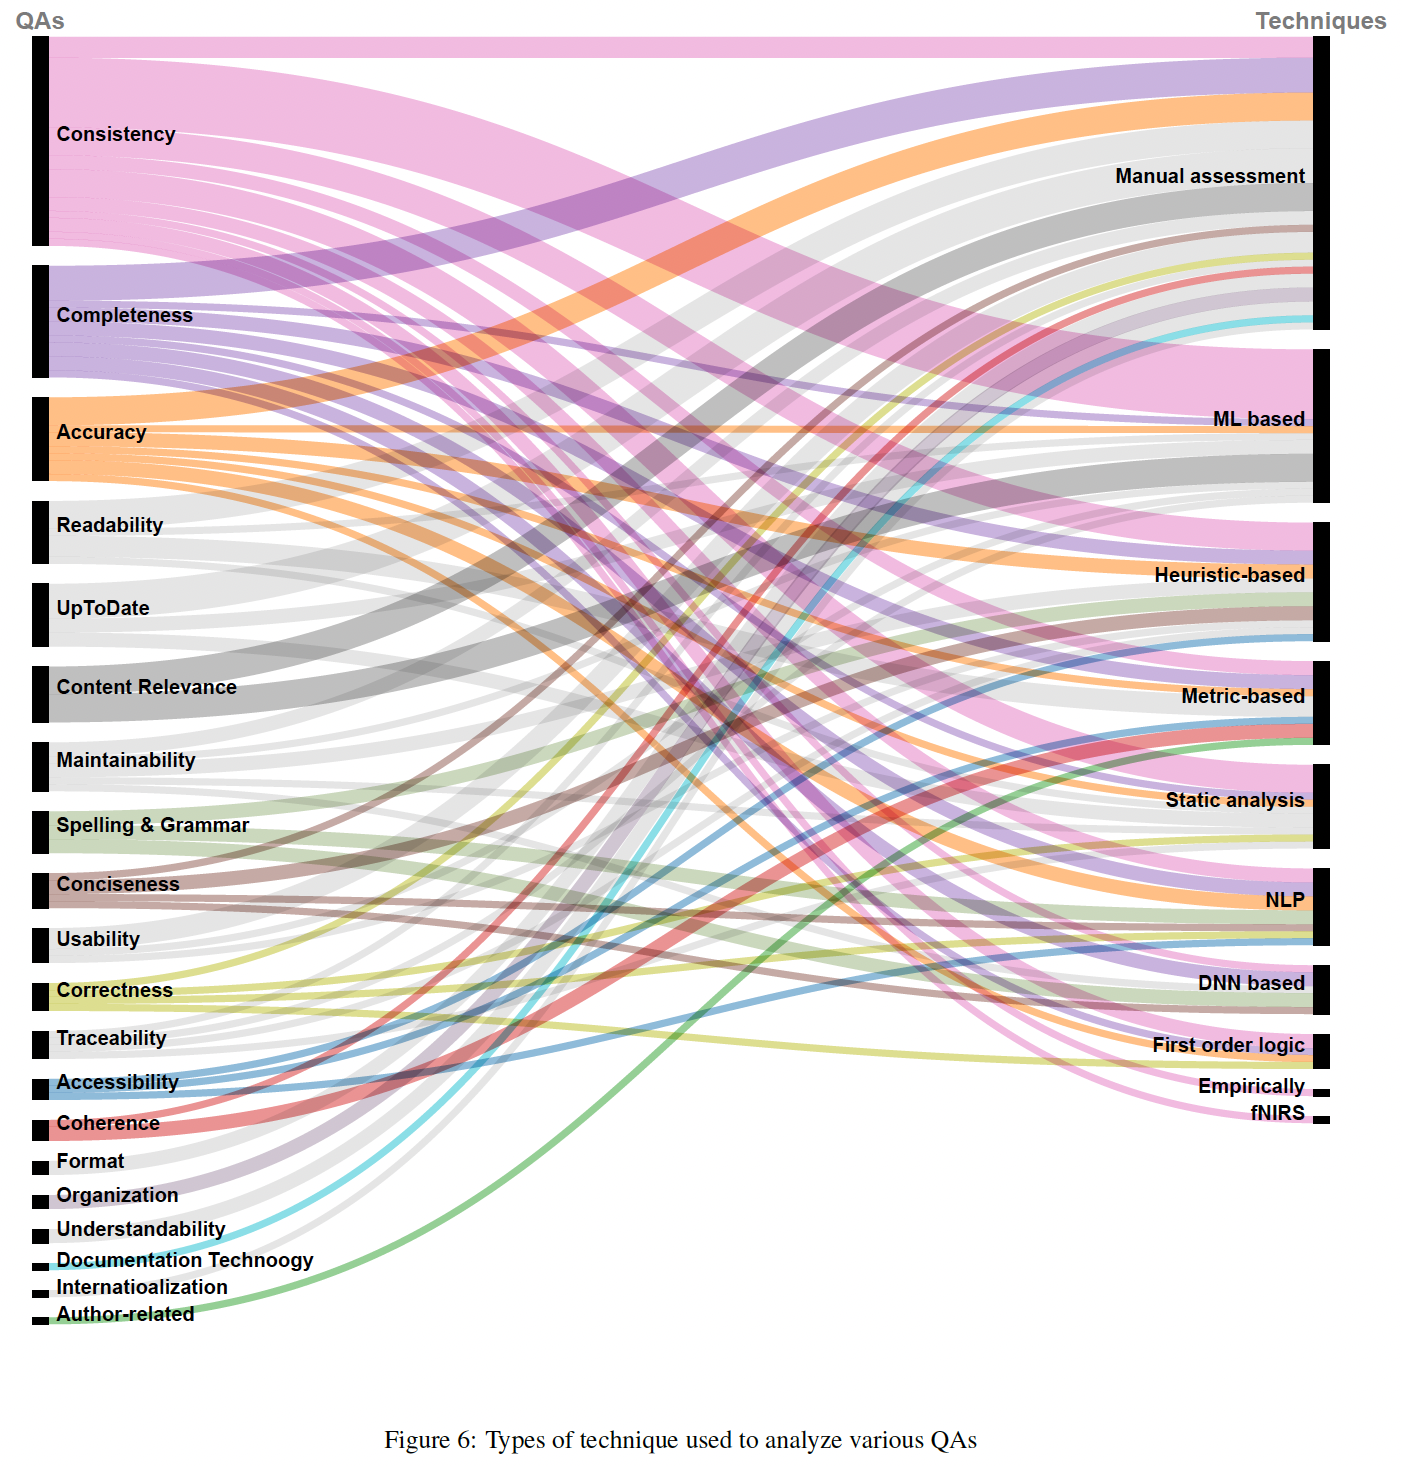 QAs
Techniques
Consistency
Completeness
Accuracy
Readability
UpToDate
Content Relevance
Maintainability
Spelling & Grammar
Conciseness
Usability
Correctness
Traceability
Accessibility
Coherence
Format
Organization
Understandability
Documentation Technoogy
Internatioalization
Author-related
Manual assessment
ML based
Heuristic-based
Metric-based
Static analysis
NLP
DNN based
First order logic
Empirically
fNIRS
Figure 6: Types of technique used to analyze various QAs